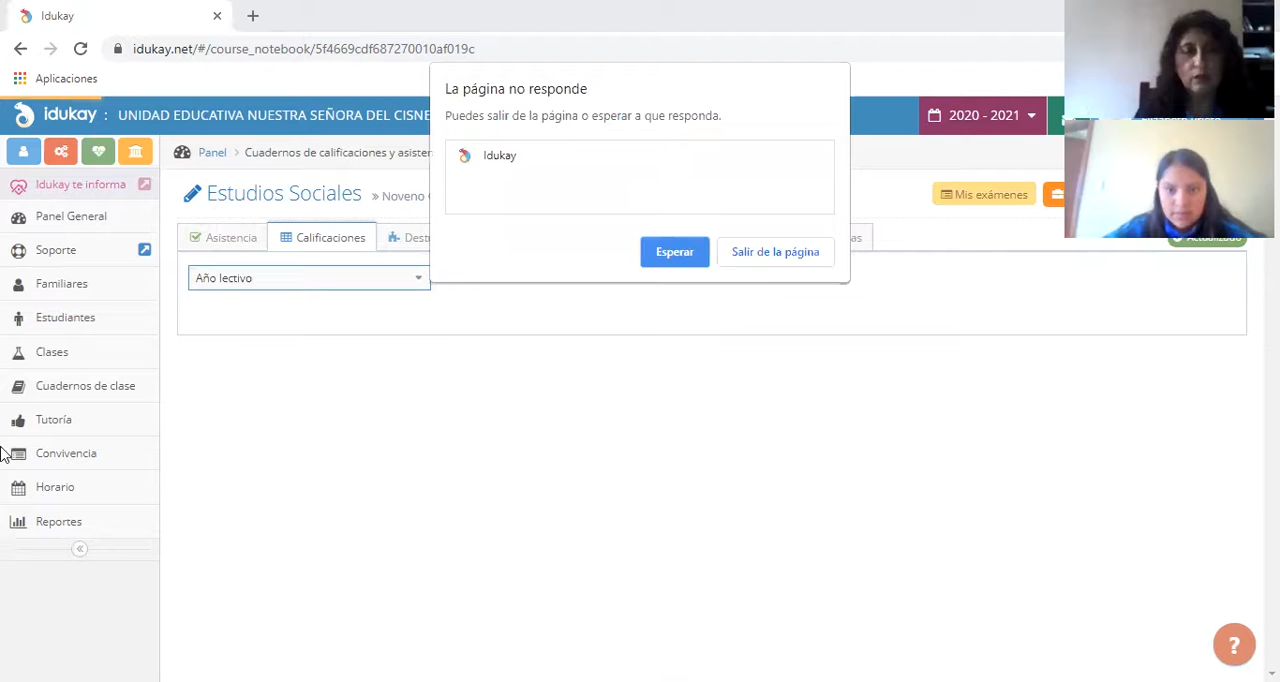 Idukay
idukay.net/#/course_notebook/5f4669cdf687270010af019c
Aplicaciones
idukay : UNIDAD EDUCATIVA NUESTRA SEÑORA DEL CISNE
2020 - 2021
La página no responde
Puedes salir de la página o esperar a que responda.
Idukay
Esperar
Salir de la página
Panel > Cuadernos de calificaciones y asisten
Estudios Sociales » Noveno
Mis exámenes
Asistencia
Calificaciones
Destr
as
Actualizado
Año lectivo
Idukay te informa
Panel General
Soporte
Familiares
Estudiantes
Clases
Cuadernos de clase
Tutoría
Convivencia
Horario
Reportes
?